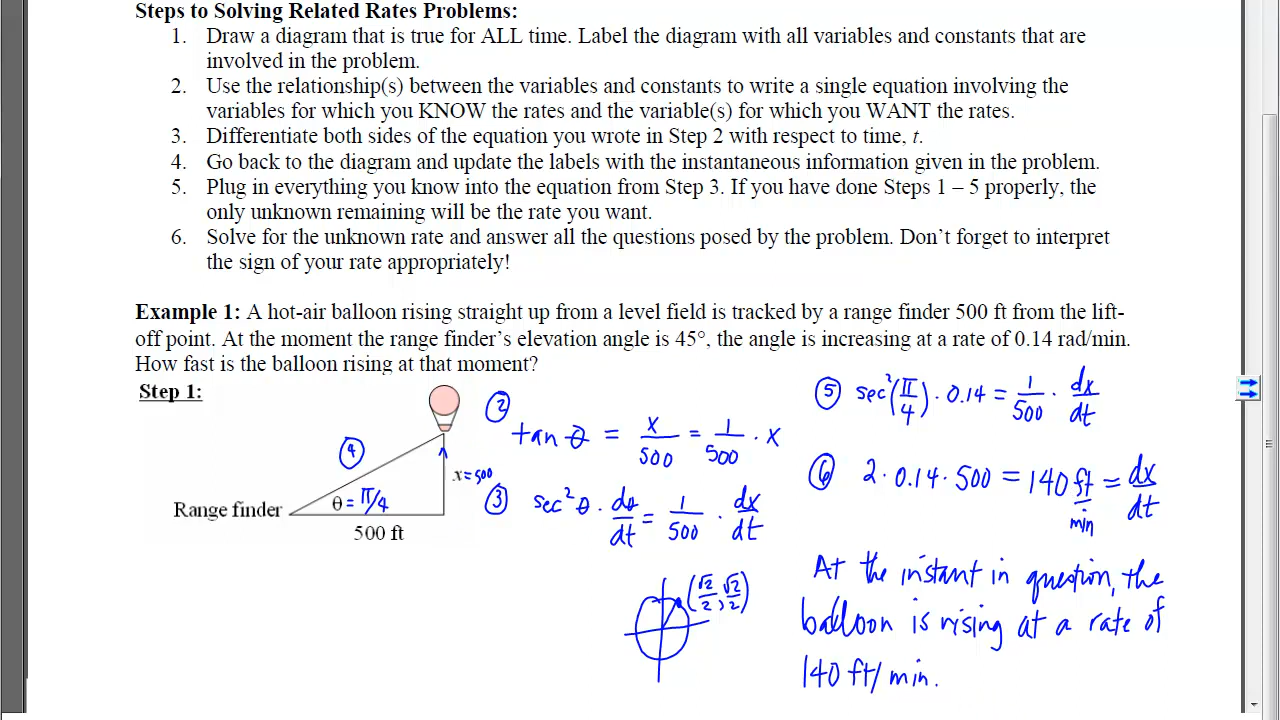 Steps to Solving Related Rates Problems:
1. Draw a diagram that is true for ALL time. Label the diagram with all variables and constants that are
involved in the problem.
2. Use the relationship(s) between the variables and constants to write a single equation involving the
variables for which you KNOW the rates and the variable(s) for which you WANT the rates.
3. Differentiate both sides of the equation you wrote in Step 2 with respect to time, t.
4. Go back to the diagram and update the labels with the instantaneous information given in the problem.
5. Plug in everything you know into the equation from Step 3. If you have done Steps 1 – 5 properly, the
only unknown remaining will be the rate you want.
6. Solve for the unknown rate and answer all the questions posed by the problem. Don't forget to interpret
the sign of your rate appropriately!
Example 1: A hot-air balloon rising straight up from a level field is tracked by a range finder 500 ft from the lift-
off point. At the moment the range finder's elevation angle is 45°, the angle is increasing at a rate of 0.14 rad/min.
How fast is the balloon rising at that moment?
Step 1:
④
x = 500
Range finder
θ = π/4
500 ft
② tan θ = x/500 = 1/500 · x
③ sec² θ · dθ/dt = 1/500 · dx/dt
(√2/2, √2/2)
⑤ sec²(π/4) · 0.14 = 1/500 · dx/dt
⑥ 2 · 0.14 · 500 = 140 ft/min = dx/dt
At the instant in question, the
balloon is rising at a rate of
140 ft/min.